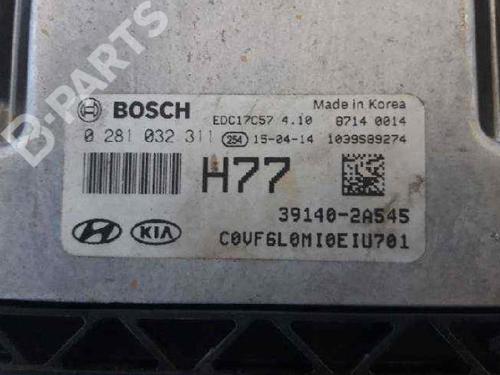 B-PARTS
BOSCH EDC17C57 4.10 Made in Korea
8714 0014
0 281 032 311 254 15-04-14 1039S89274
H77
39140-2A545
KIA C0VF6L0MI0EIU701